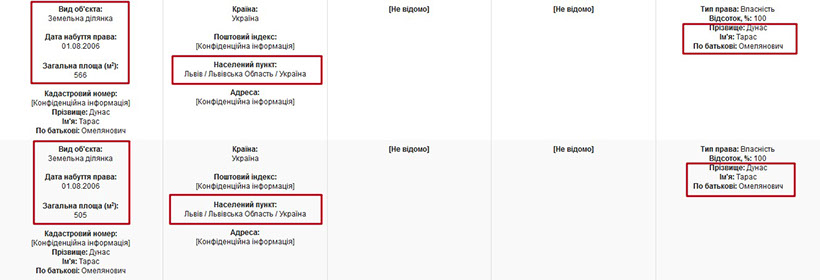 Вид об'єкта:
Земельна ділянка
Дата набуття права:
01.08.2006
Загальна площа (м²):
566
Кадастровий номер:
[Конфіденційна інформація]
Прізвище: Дунас
Ім'я: Тарас
По батькові: Омелянович
Країна:
Україна
Поштовий індекс:
[Конфіденційна інформація]
Населений пункт:
Львів / Львівська Область / Україна
Адреса:
[Конфіденційна інформація]
[Не відомо]
[Не відомо]
Тип права: Власність
Відсоток, %: 100
Прізвище: Дунас
Ім'я: Тарас
По батькові: Омелянович
Вид об'єкта:
Земельна ділянка
Дата набуття права:
01.08.2006
Загальна площа (м²):
505
Кадастровий номер:
[Конфіденційна інформація]
Прізвище: Дунас
Ім'я: Тарас
По батькові: Омелянович
Країна:
Україна
Поштовий індекс:
[Конфіденційна інформація]
Населений пункт:
Львів / Львівська Область / Україна
Адреса:
[Конфіденційна інформація]
[Не відомо]
[Не відомо]
Тип права: Власність
Відсоток, %: 100
Прізвище: Дунас
Ім'я: Тарас
По батькові: Омелянович